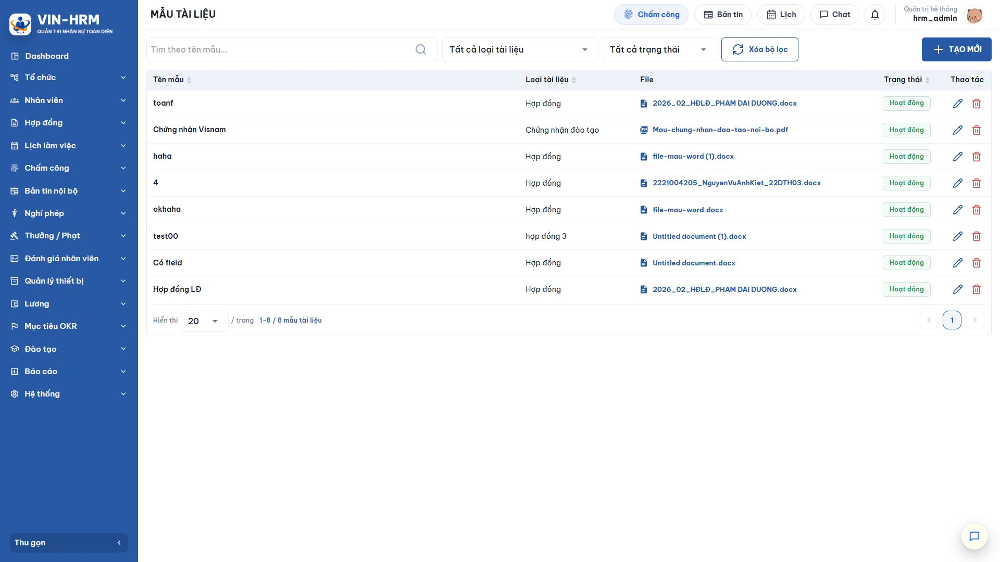 VIN-HRM
QUẢN TRỊ NHÂN SỰ TOÀN DIỆN
Dashboard
Tổ chức
Nhân viên
Hợp đồng
Lịch làm việc
Chấm công
Bản tin nội bộ
Nghỉ phép
Thưởng / Phạt
Đánh giá nhân viên
Quản lý thiết bị
Lương
Mục tiêu OKR
Đào tạo
Báo cáo
Hệ thống
Thu gọn
MẪU TÀI LIỆU
Chấm công
Bản tin
Lịch
Chat
Quản trị hệ thống
hrm_admin
Tìm theo tên mẫu...
Tất cả loại tài liệu
Tất cả trạng thái
Xóa bộ lọc
TẠO MỚI
Tên mẫu Loại tài liệu File Trạng thái Thao tác
toanf Hợp đồng 2026_02_HĐLĐ_PHAM DAI DUONG.docx Hoạt động
Chứng nhận Visnam Chứng nhận đào tạo PDF Mau-chung-nhan-dao-tao-noi-bo.pdf Hoạt động
haha Hợp đồng file-mau-word (1).docx Hoạt động
4 Hợp đồng 2221004205_NguyenVuAnhKiet_22DTH03.docx Hoạt động
okhaha Hợp đồng file-mau-word.docx Hoạt động
test00 hợp đồng 3 Untitled document (1).docx Hoạt động
Có field Hợp đồng Untitled document.docx Hoạt động
Hợp đồng LĐ Hợp đồng 2026_02_HĐLĐ_PHAM DAI DUONG.docx Hoạt động
Hiển thị 20 / trang 1-8 / 8 mẫu tài liệu 1